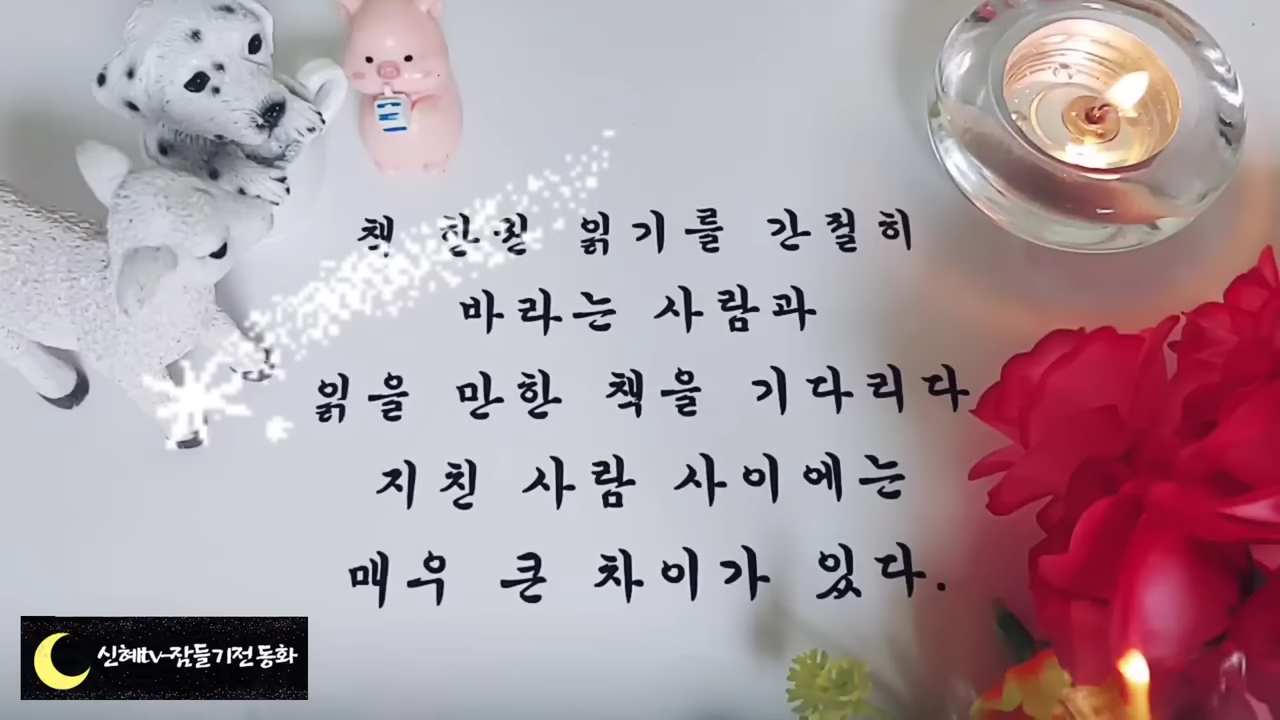 책 한권 읽기를 간절히
바라는 사람과
읽을 만한 책을 기다리다
지친 사람 사이에는
매우 큰 차이가 있다.
신혜tv-잠들기전동화